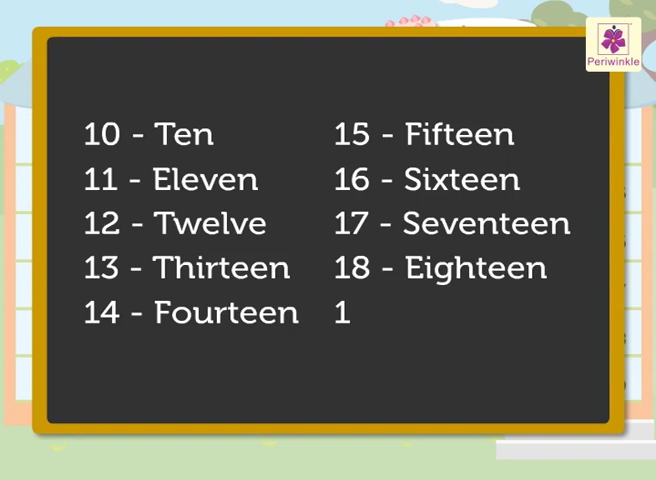 10 - Ten
11 - Eleven
12 - Twelve
13 - Thirteen
14 - Fourteen
15 - Fifteen
16 - Sixteen
17 - Seventeen
18 - Eighteen
1
Periwinkle